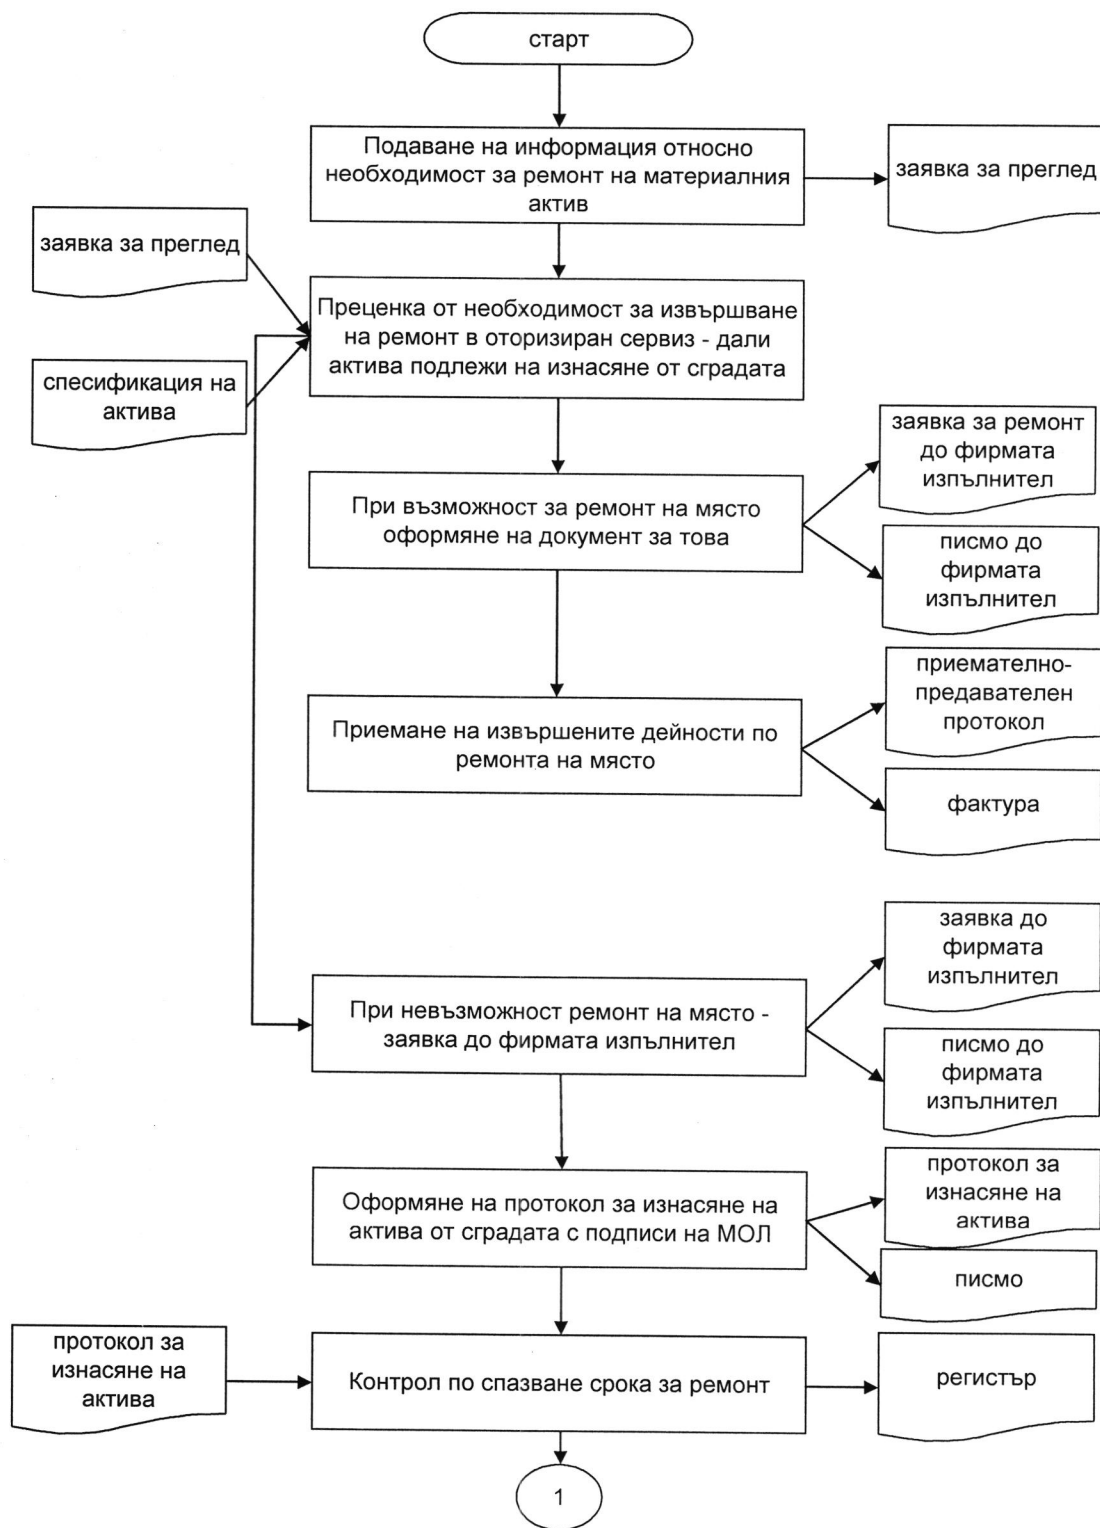 старт
Подаване на информация относно
необходимост за ремонт на материалния
актив
заявка за преглед
заявка за преглед
Преценка от необходимост за извършване
на ремонт в оторизиран сервиз - дали
актива подлежи на изнасяне от сградата
спесификация на
актива
заявка за ремонт
до фирмата
изпълнител
При възможност за ремонт на място
оформяне на документ за това
писмо до
фирмата
изпълнител
приемателно-
предавателен
протокол
Приемане на извършените дейности по
ремонта на място
фактура
заявка до
фирмата
изпълнител
При невъзможност ремонт на място -
заявка до фирмата изпълнител
писмо до
фирмата
изпълнител
протокол за
изнасяне на
актива
Оформяне на протокол за изнасяне на
актива от сградата с подписи на МОЛ
писмо
протокол за
изнасяне на
актива
Контрол по спазване срока за ремонт
регистър
1